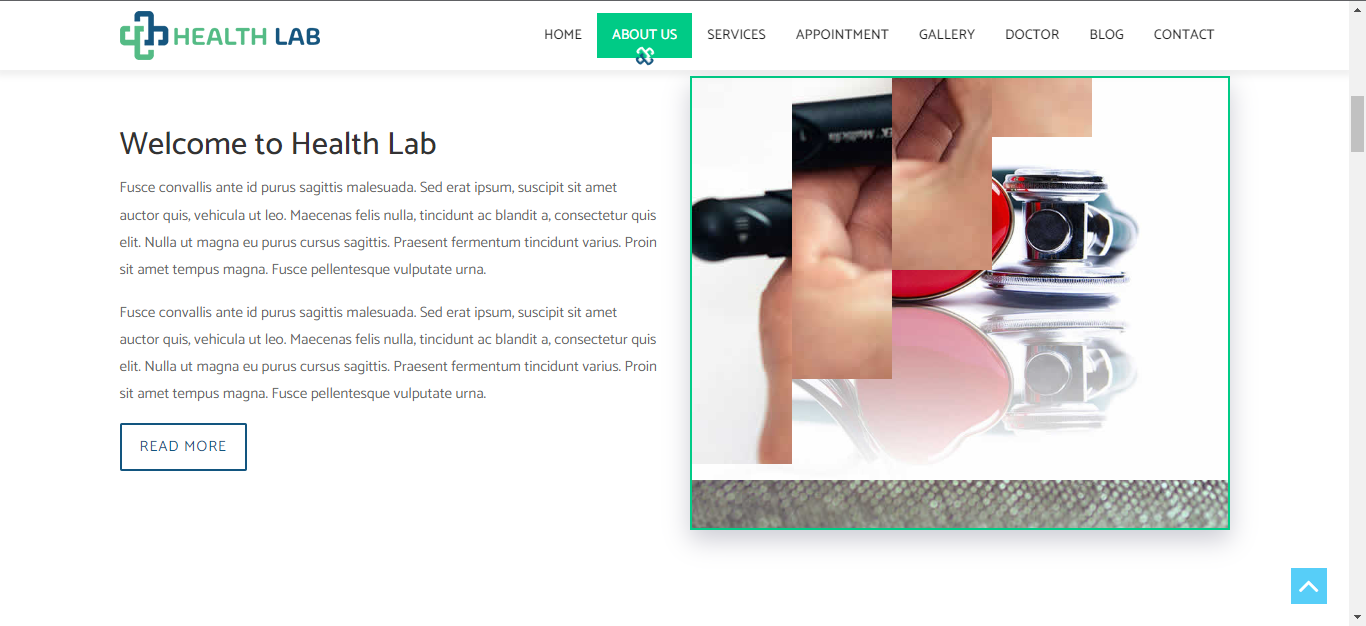 HEALTH LAB
HOME ABOUT US SERVICES APPOINTMENT GALLERY DOCTOR BLOG CONTACT
Welcome to Health Lab
Fusce convallis ante id purus sagittis malesuada. Sed erat ipsum, suscipit sit amet
auctor quis, vehicula ut leo. Maecenas felis nulla, tincidunt ac blandit a, consectetur quis
elit. Nulla ut magna eu purus cursus sagittis. Praesent fermentum tincidunt varius. Proin
sit amet tempus magna. Fusce pellentesque vulputate urna.
Fusce convallis ante id purus sagittis malesuada. Sed erat ipsum, suscipit sit amet
auctor quis, vehicula ut leo. Maecenas felis nulla, tincidunt ac blandit a, consectetur quis
elit. Nulla ut magna eu purus cursus sagittis. Praesent fermentum tincidunt varius. Proin
sit amet tempus magna. Fusce pellentesque vulputate urna.
READ MORE